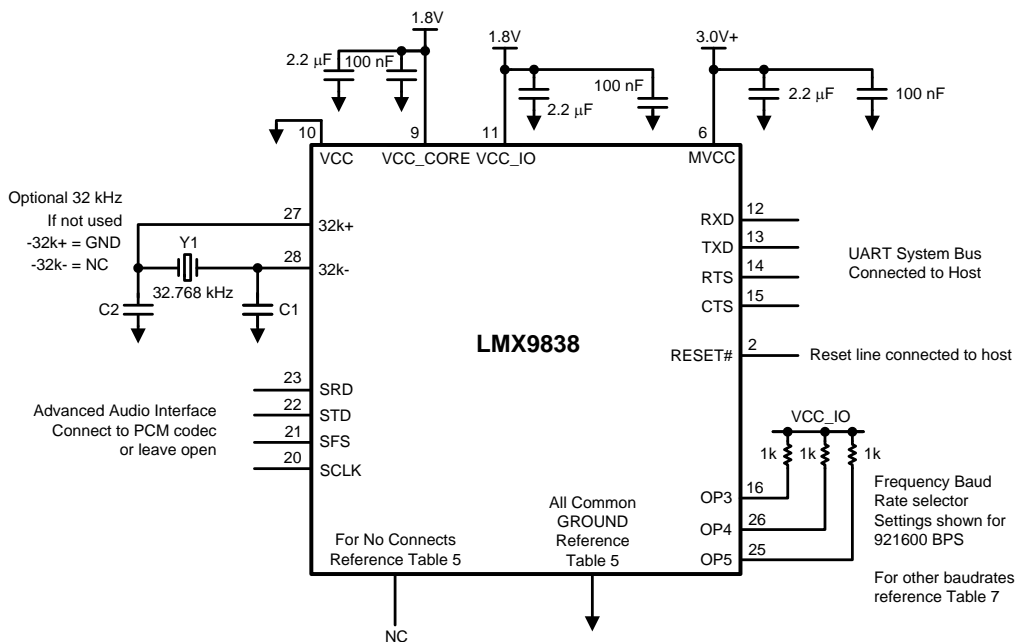 1.8V
1.8V
3.0V+
2.2 µF
100 nF
100 nF
2.2 µF
2.2 µF
100 nF
10
9
11
6
VCC
VCC_CORE
VCC_IO
MVCC
Optional 32 kHz
If not used
-32k+ = GND
-32k- = NC
27
32k+
Y1
28
32k-
32.768 kHz
C2
C1
RXD
12
TXD
13
RTS
14
CTS
15
UART System Bus
Connected to Host
LMX9838
RESET#
2
Reset line connected to host
Advanced Audio Interface
Connect to PCM codec
or leave open
23
SRD
22
STD
21
SFS
20
SCLK
VCC_IO
1k
1k
1k
OP3
16
OP4
26
OP5
25
Frequency Baud
Rate selector
Settings shown for
921600 BPS
For other baudrates
reference Table 7
For No Connects
Reference Table 5
All Common
GROUND
Reference
Table 5
NC